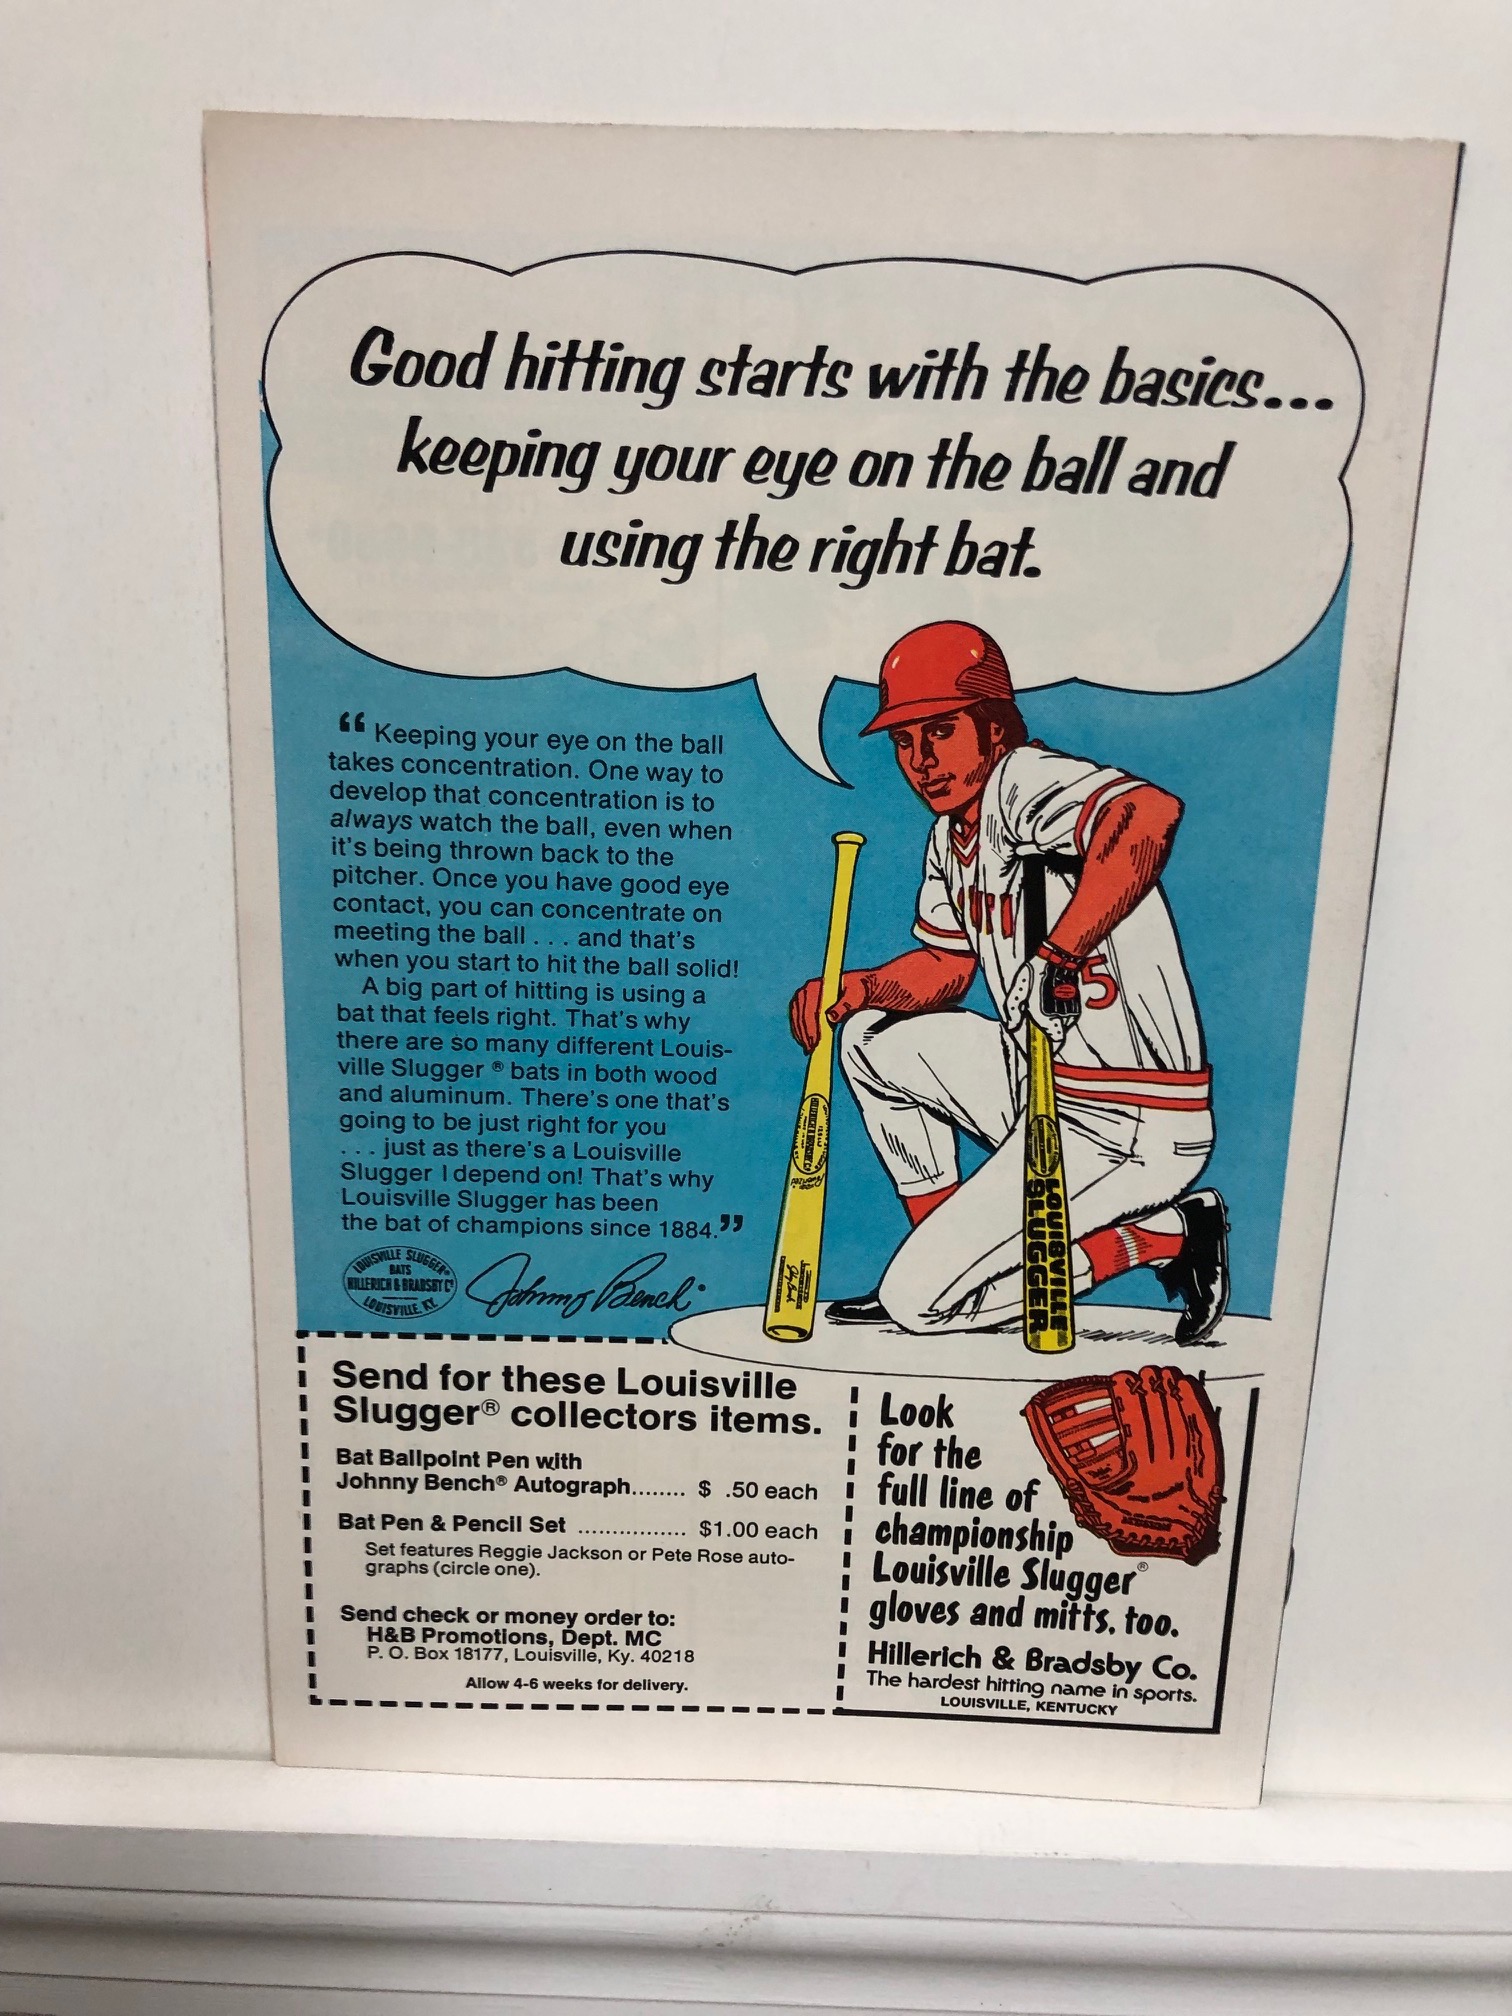 Good hitting starts with the basics...
keeping your eye on the ball and
using the right bat.
“ Keeping your eye on the ball
takes concentration. One way to
develop that concentration is to
always watch the ball, even when
it's being thrown back to the
pitcher. Once you have good eye
contact, you can concentrate on
meeting the ball . . . and that's
when you start to hit the ball solid!
A big part of hitting is using a
bat that feels right. That's why
there are so many different Louis-
ville Slugger ® bats in both wood
and aluminum. There's one that's
going to be just right for you
. . . just as there's a Louisville
Slugger I depend on! That's why
Louisville Slugger has been
the bat of champions since 1884.”
LOUISVILLE SLUGGER®
BATS
HILLERICH & BRADSBY Cº
LOUISVILLE, KY.
Johnny Bench®
5
LOUISVILLE
SLUGGER
Send for these Louisville
Slugger® collectors items.
Bat Ballpoint Pen with
Johnny Bench® Autograph........ $ .50 each
Bat Pen & Pencil Set ................ $1.00 each
Set features Reggie Jackson or Pete Rose auto-
graphs (circle one).
Send check or money order to:
H&B Promotions, Dept. MC
P. O. Box 18177, Louisville, Ky. 40218
Allow 4-6 weeks for delivery.
Look
for the
full line of
championship
Louisville Slugger®
gloves and mitts, too.
Hillerich & Bradsby Co.
The hardest hitting name in sports.
LOUISVILLE, KENTUCKY